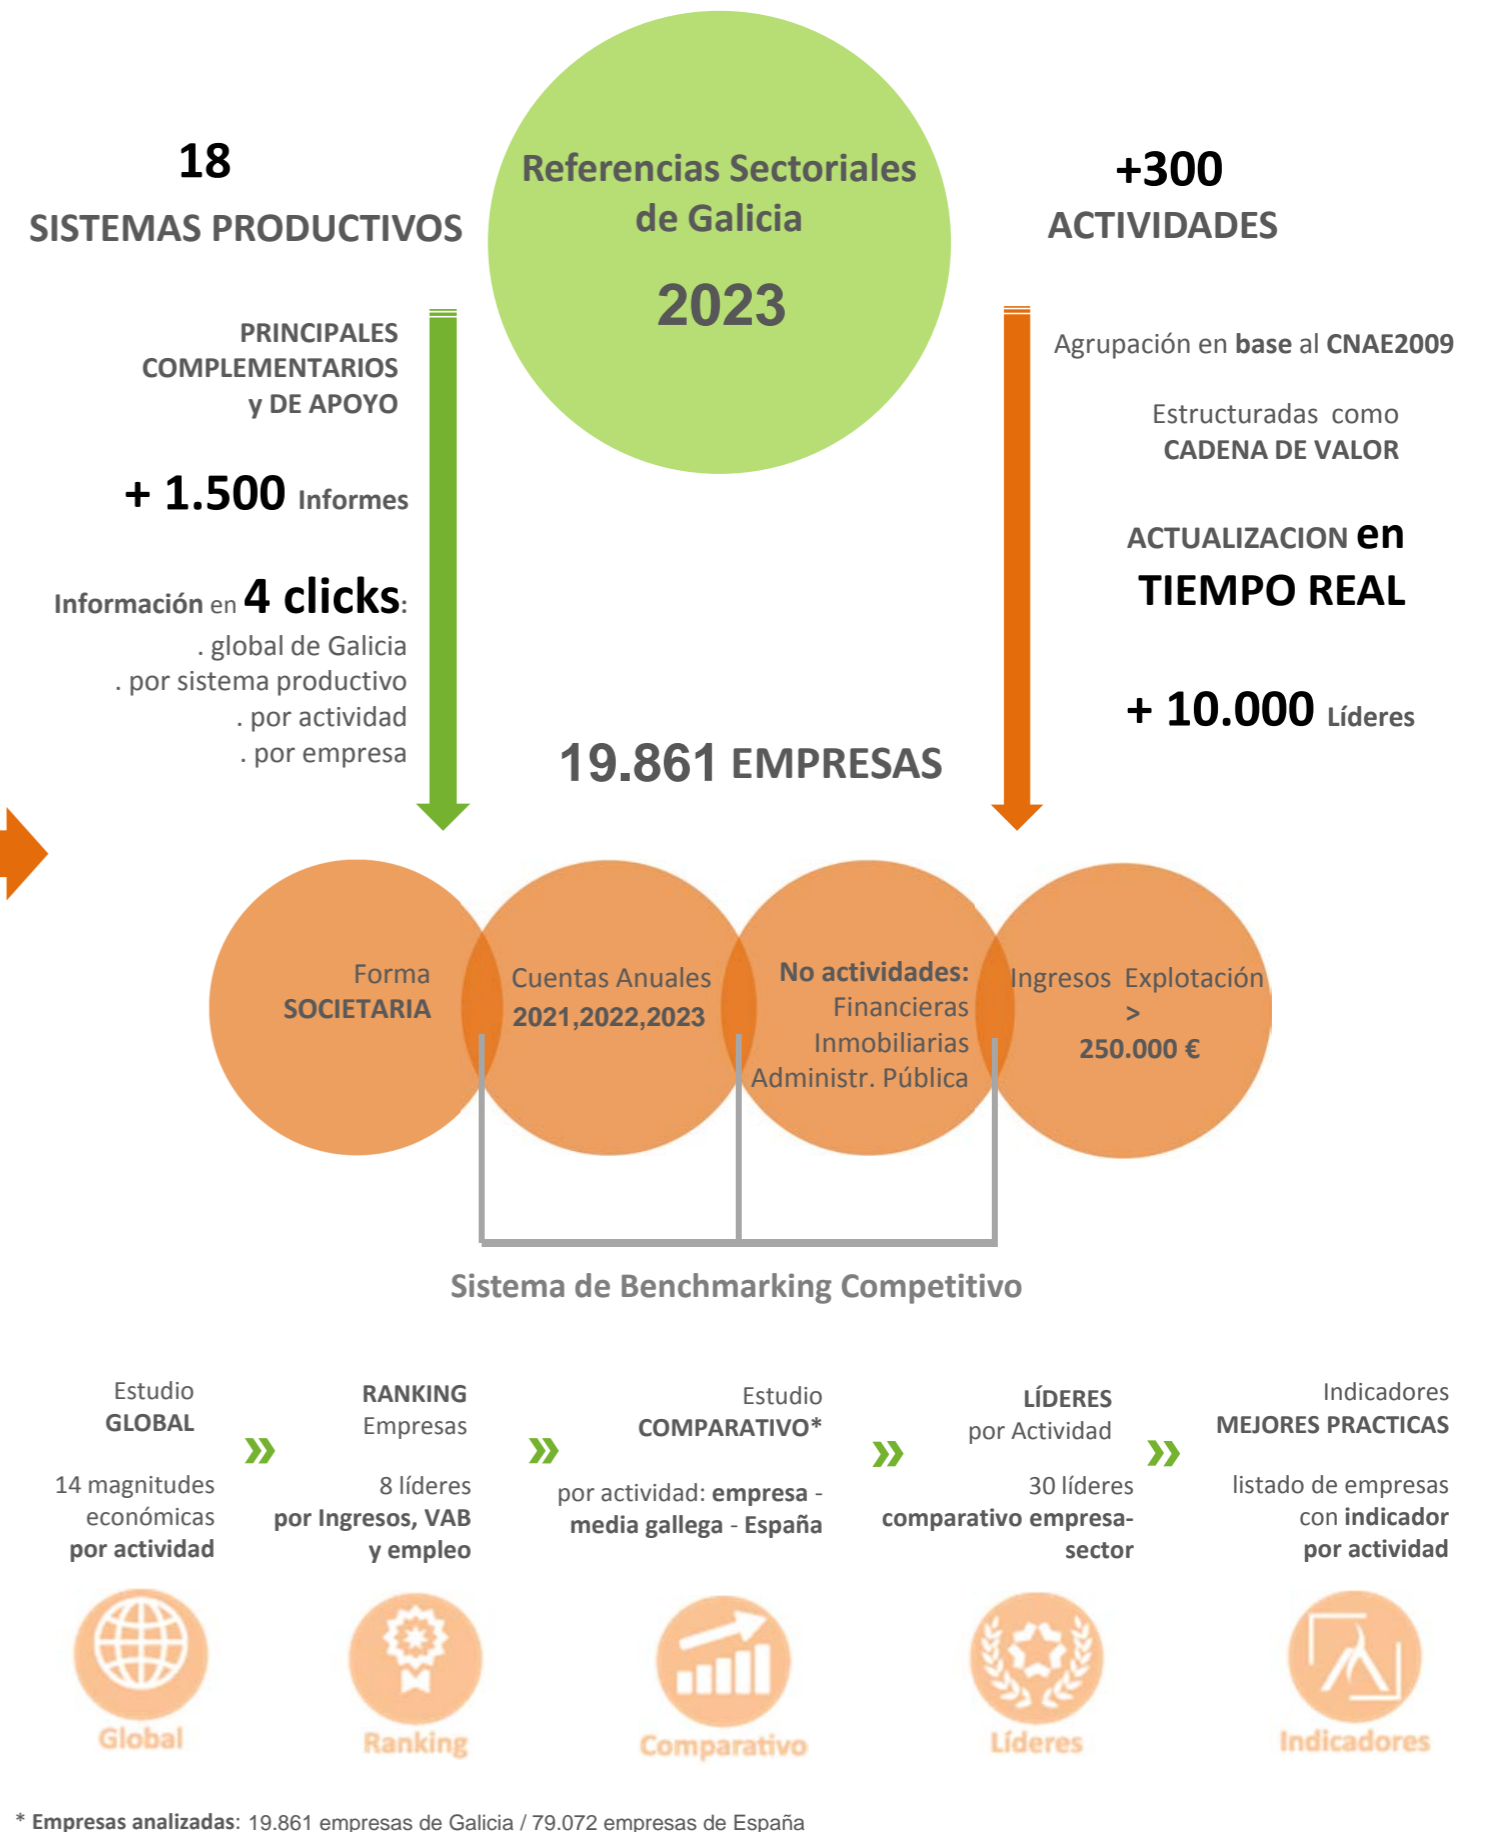 Referencias Sectoriales
de Galicia
2023
18
SISTEMAS PRODUCTIVOS
PRINCIPALES
COMPLEMENTARIOS
y DE APOYO
+ 1.500 Informes
Información en 4 clicks:
. global de Galicia
. por sistema productivo
. por actividad
. por empresa
+300
ACTIVIDADES
Agrupación en base al CNAE2009
Estructuradas como
CADENA DE VALOR
ACTUALIZACION en
TIEMPO REAL
+ 10.000 Líderes
19.861 EMPRESAS
Forma
SOCIETARIA
Cuentas Anuales
2021,2022,2023
No actividades:
Financieras
Inmobiliarias
Administr. Pública
Ingresos Explotación
>
250.000 €
Sistema de Benchmarking Competitivo
Estudio
GLOBAL
14 magnitudes
económicas
por actividad
Global
»
RANKING
Empresas
8 líderes
por Ingresos, VAB
y empleo
Ranking
»
Estudio
COMPARATIVO*
por actividad: empresa -
media gallega - España
Comparativo
»
LÍDERES
por Actividad
30 líderes
comparativo empresa-
sector
Líderes
»
Indicadores
MEJORES PRACTICAS
listado de empresas
con indicador
por actividad
Indicadores
* Empresas analizadas: 19.861 empresas de Galicia / 79.072 empresas de España